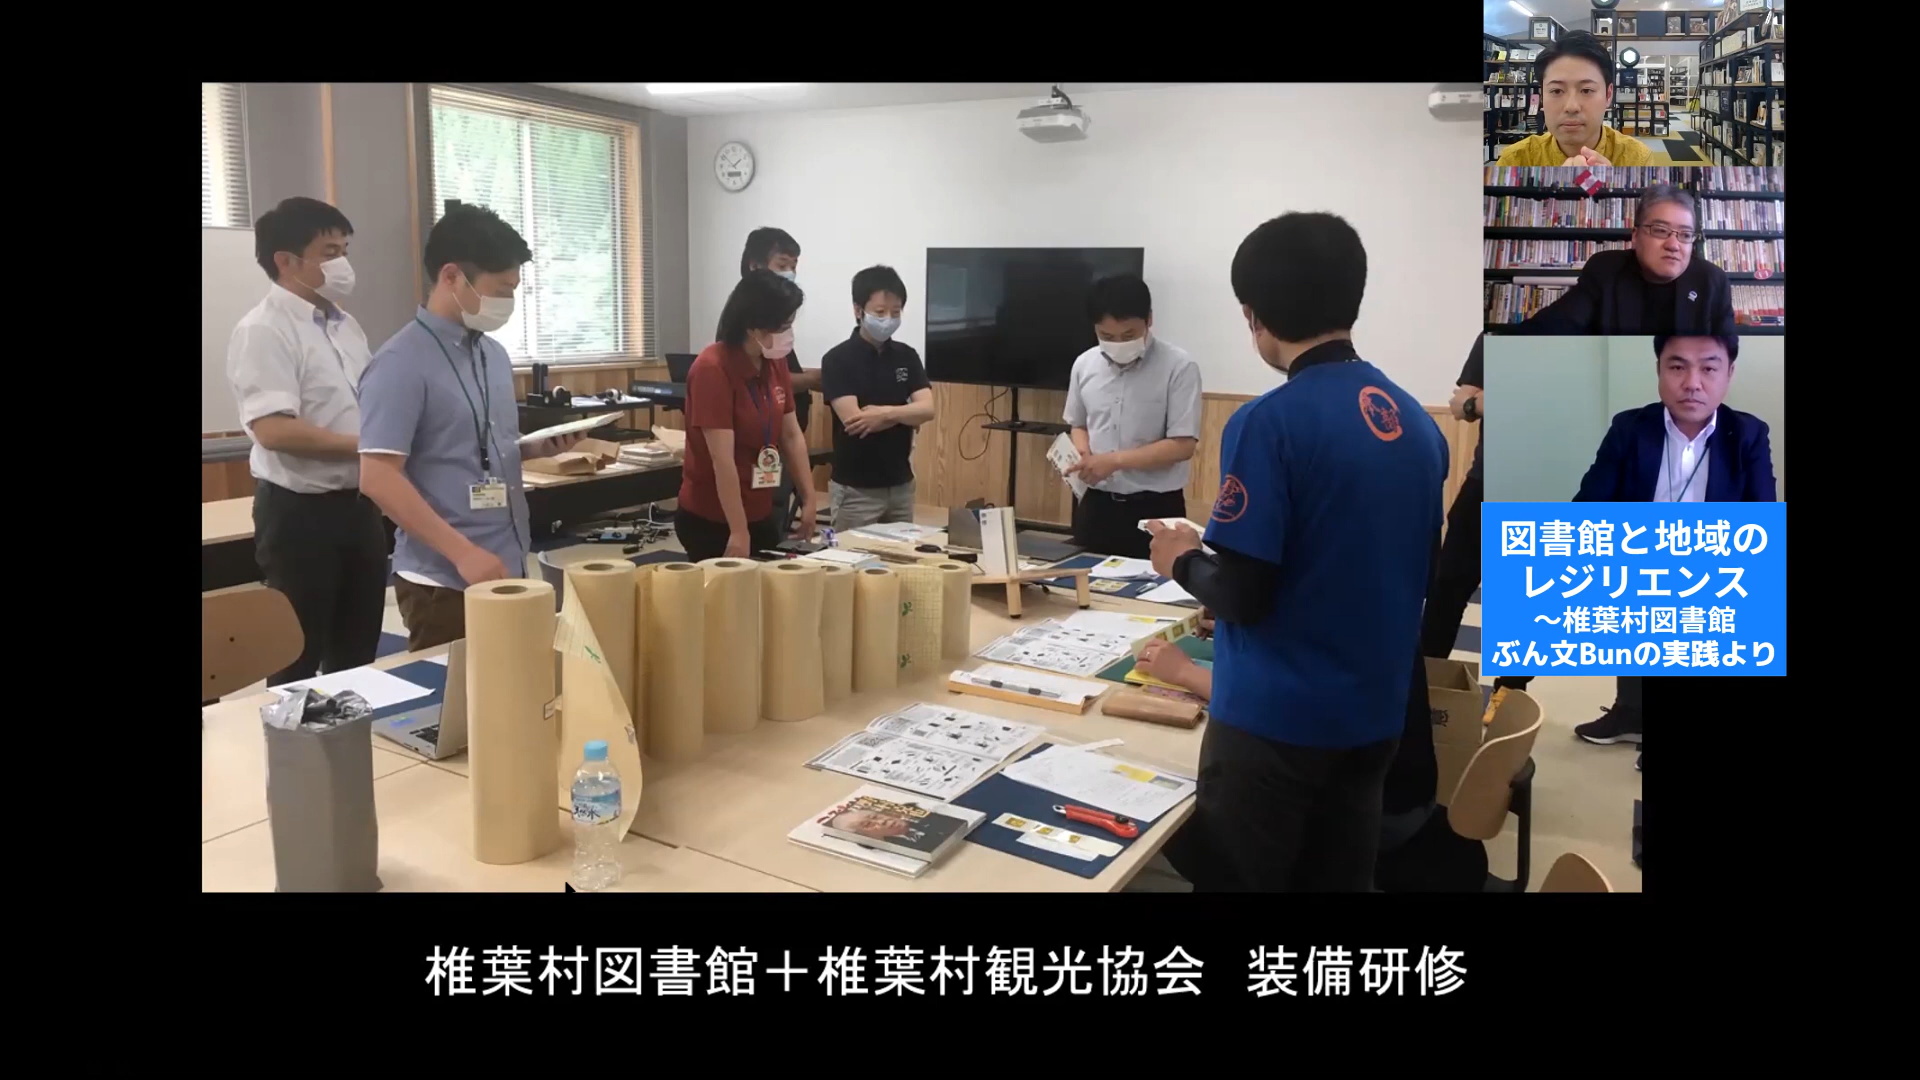 図書館と地域の
レジリエンス
～椎葉村図書館
ぶん文Bunの実践より
椎葉村図書館＋椎葉村観光協会　装備研修